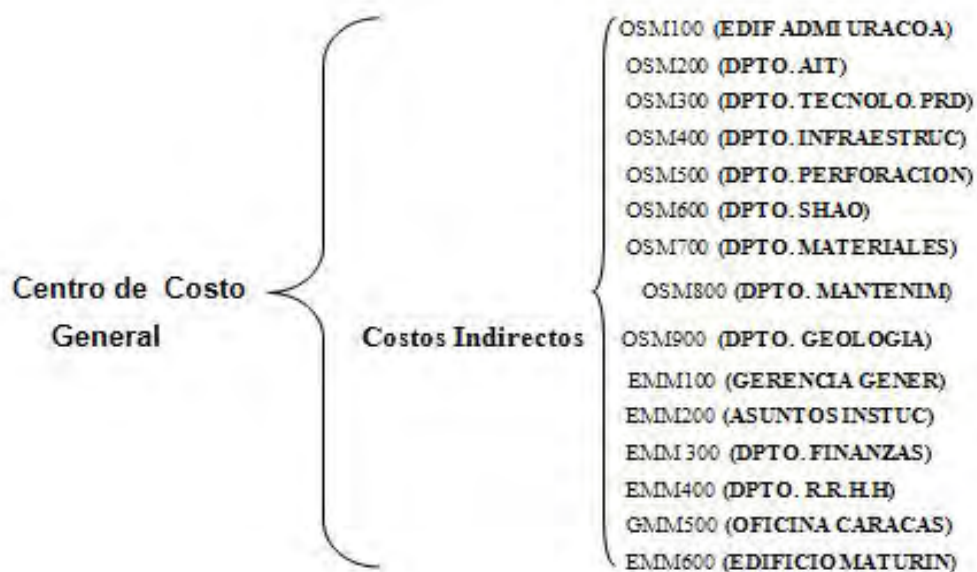 Centro de Costo
General
Costos Indirectos
OSM100 (EDIF ADMI URACOA)
OSM200 (DPTO. AIT)
OSM300 (DPTO. TECNOLO. PRD)
OSM400 (DPTO. INFRAESTRUC)
OSM500 (DPTO. PERFORACION)
OSM600 (DPTO. SHAO)
OSM700 (DPTO. MATERIALES)
OSM800 (DPTO. MANTENIM)
OSM900 (DPTO. GEOLOGIA)
EMM100 (GERENCIA GENER)
EMM200 (ASUNTOS INSTUC)
EMM 300 (DPTO. FINANZAS)
EMM400 (DPTO. R.R.H.H)
GMM500 (OFICINA CARACAS)
EMM600 (EDIFICIO MATURIN)